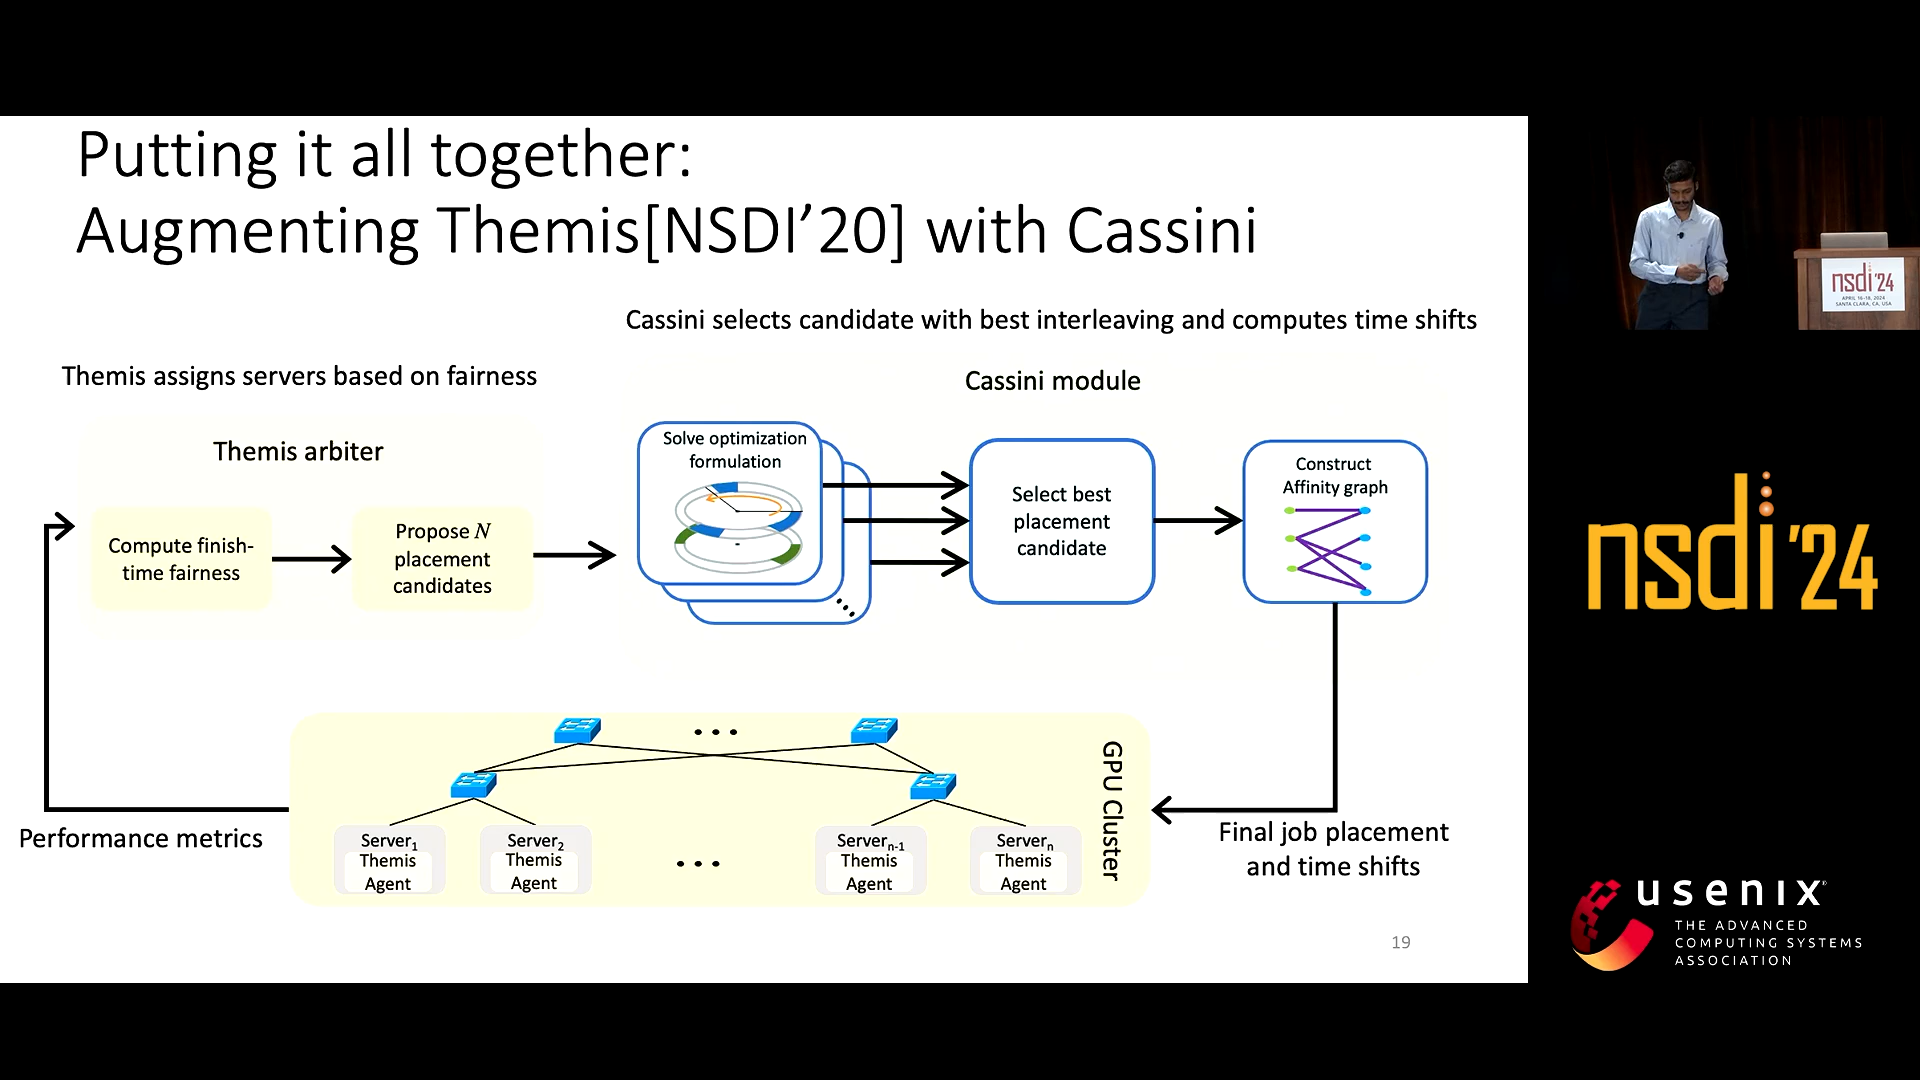 Putting it all together:
Augmenting Themis[NSDI’20] with Cassini
Cassini selects candidate with best interleaving and computes time shifts
Themis assigns servers based on fairness
Cassini module
Themis arbiter
Compute finish-
time fairness
Propose N
placement
candidates
Solve optimization
formulation
Select best
placement
candidate
Construct
Affinity graph
GPU Cluster
Server1
Themis
Agent
Server2
Themis
Agent
Servern-1
Themis
Agent
Servern
Themis
Agent
Performance metrics
Final job placement
and time shifts
19
nsdi '24
APRIL 16–18, 2024
SANTA CLARA, CA, USA
nsdi '24
usenix®
THE ADVANCED
COMPUTING SYSTEMS
ASSOCIATION